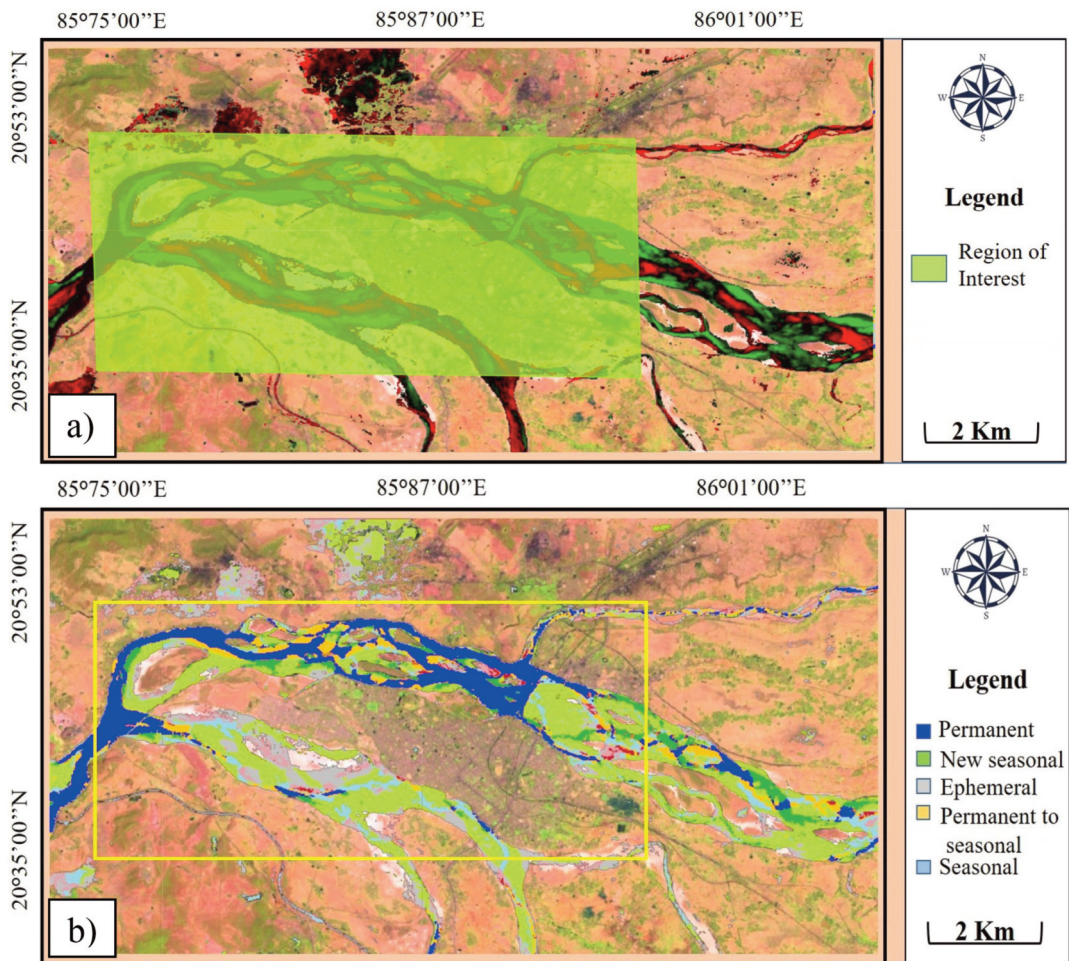 85°75'00''E 85°87'00''E 86°01'00''E
20°53'00''N
20°35'00''N
a)
N
W E
S
Legend
Region of
Interest
2 Km
85°75'00''E 85°87'00''E 86°01'00''E
20°53'00''N
20°35'00''N
b)
N
W E
S
Legend
Permanent
New seasonal
Ephemeral
Permanent to
seasonal
Seasonal
2 Km